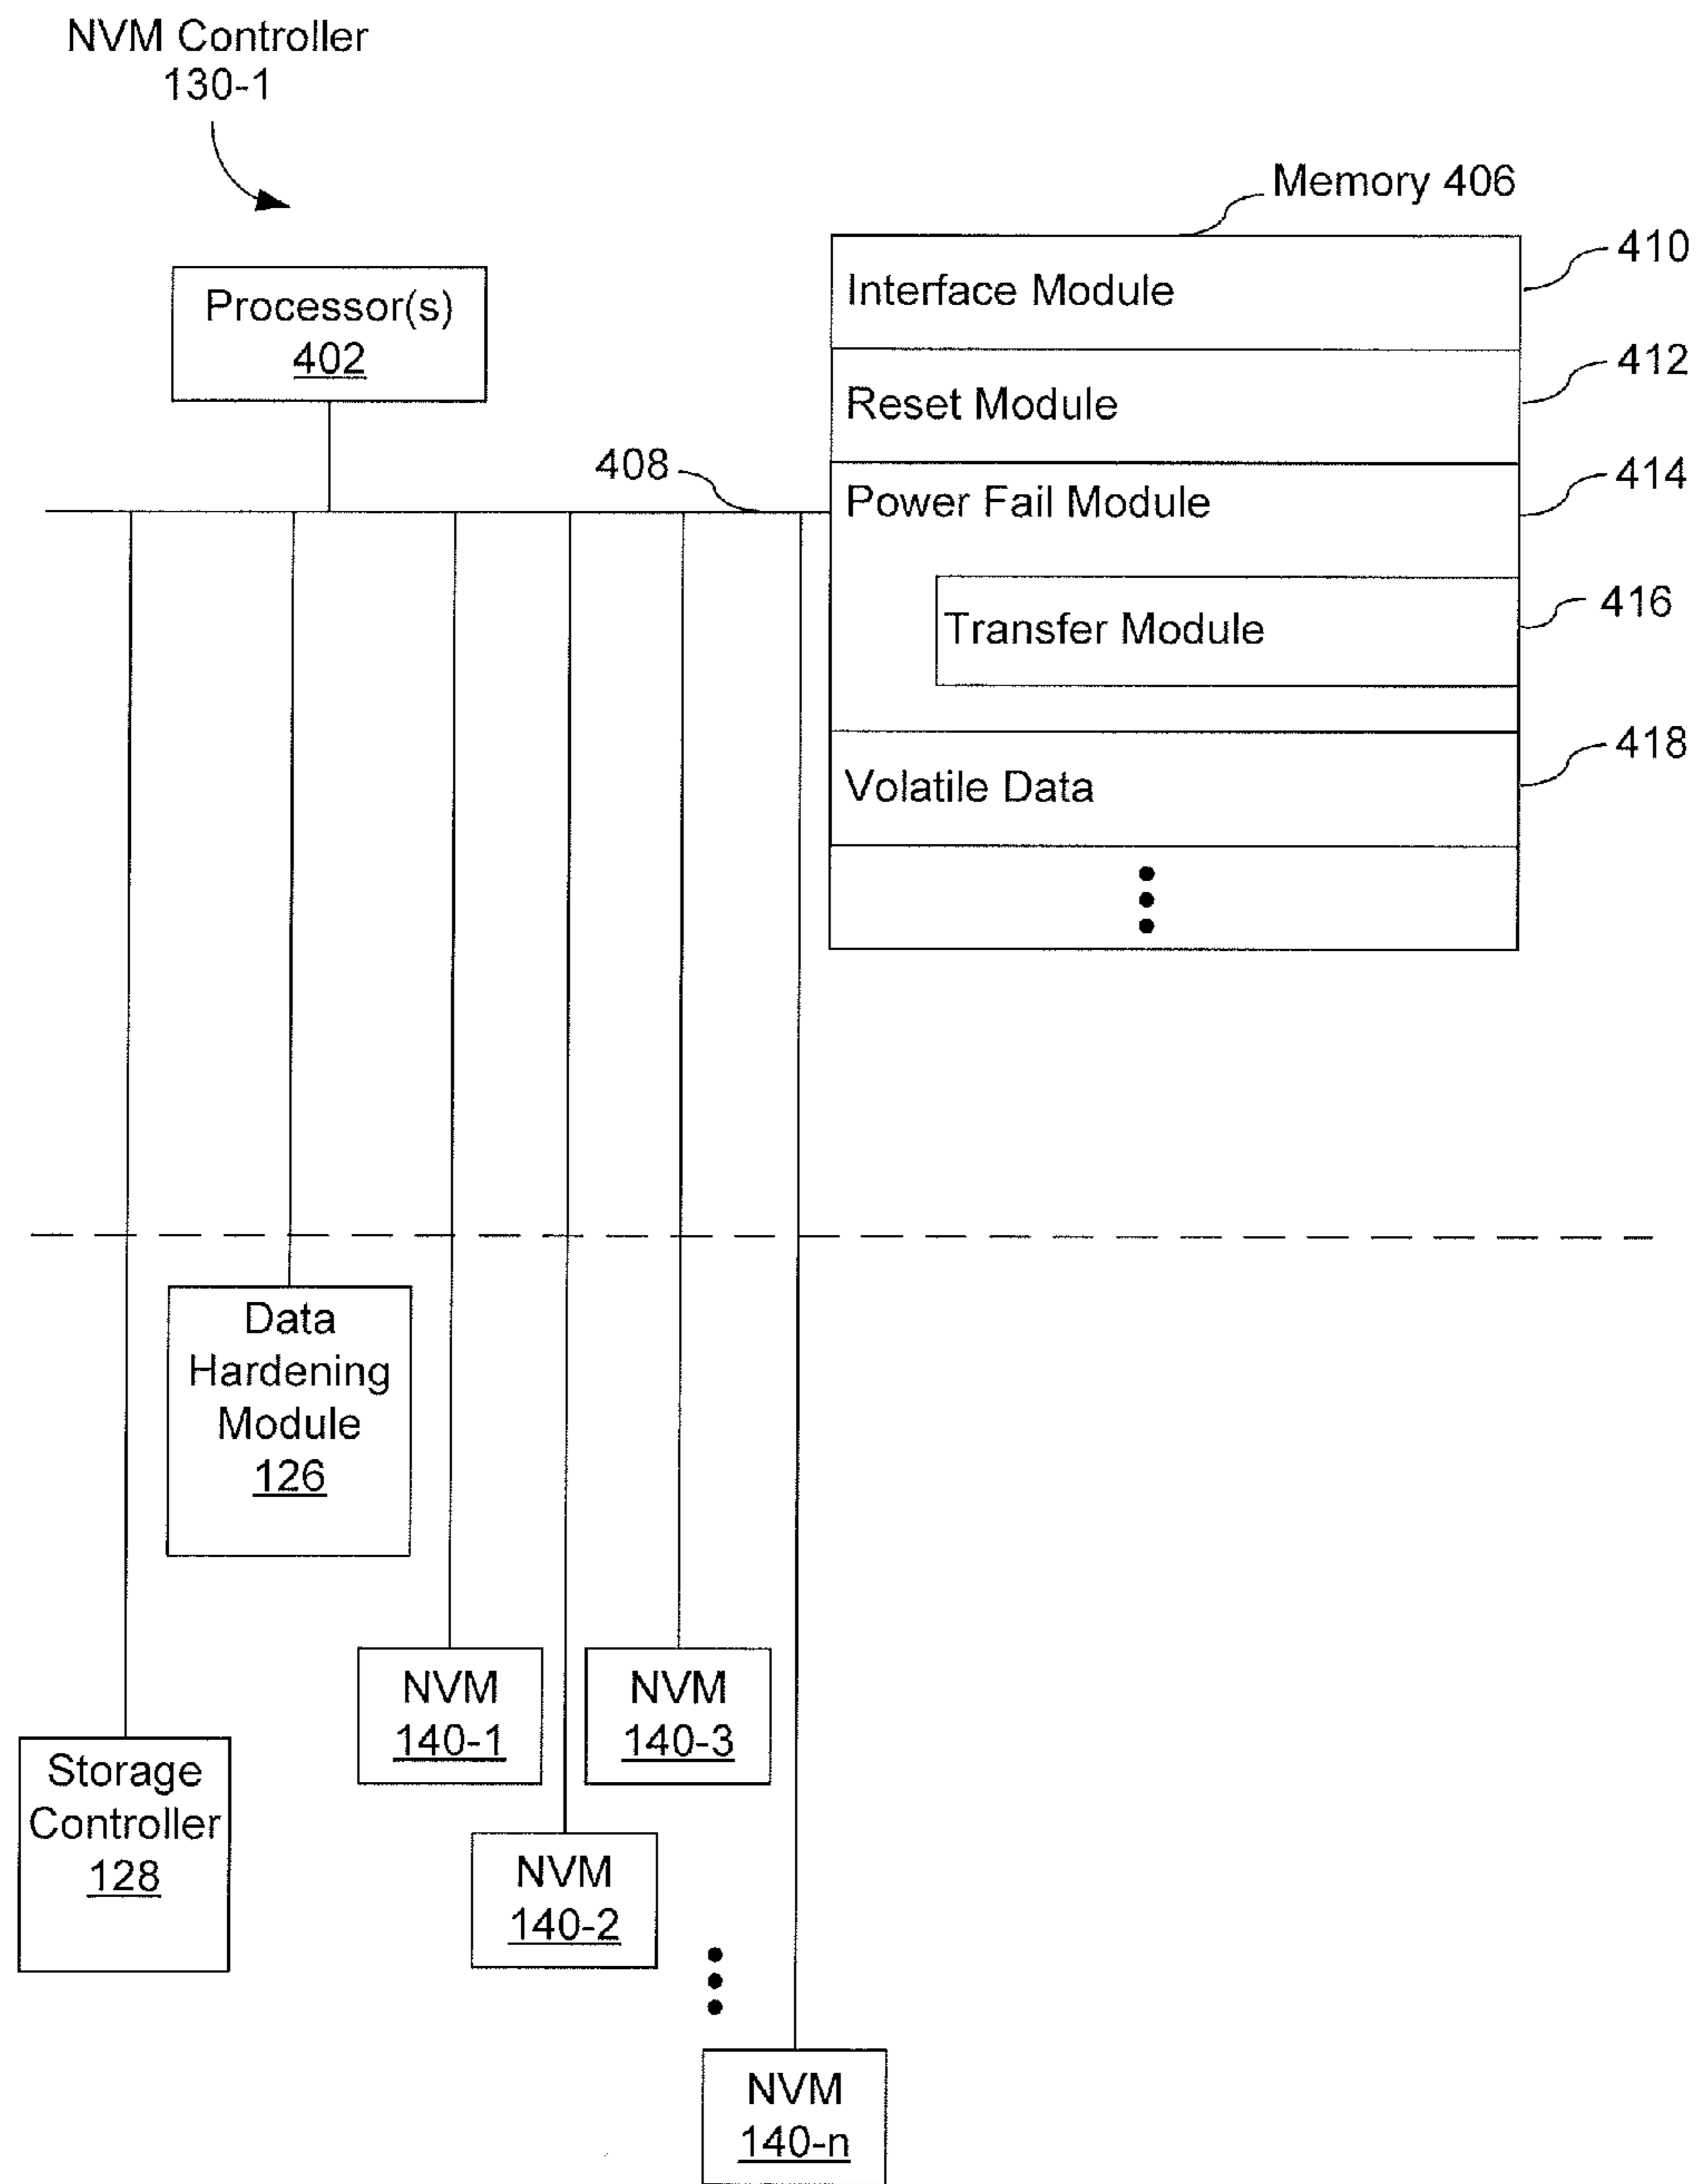 NVM Controller
130-1
Memory 406
Processor(s)
402
408
Interface Module
410
Reset Module
412
Power Fail Module
414
Transfer Module
416
Volatile Data
418
Data
Hardening
Module
126
Storage
Controller
128
NVM
140-1
NVM
140-2
NVM
140-3
NVM
140-n